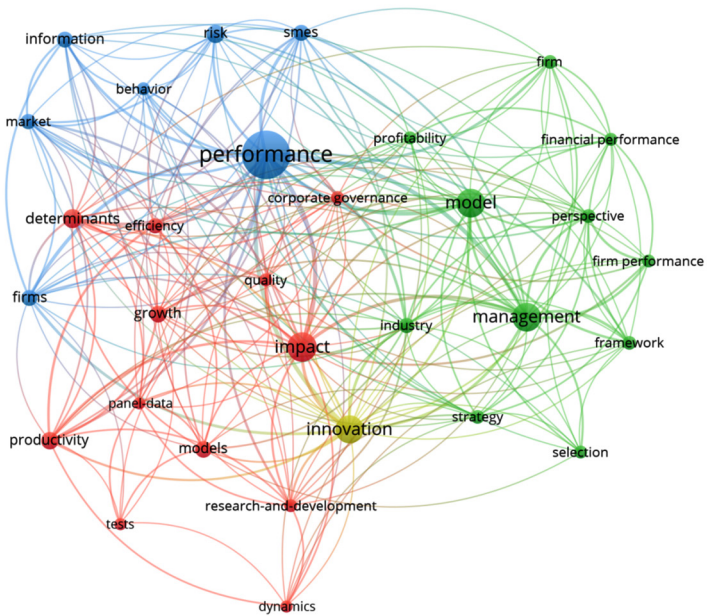 information
risk
smes
firm
behavior
market
profitability
financial performance
performance
corporate governance
model
determinants
efficiency
perspective
firm performance
quality
firms
growth
industry
management
impact
framework
panel-data
innovation
strategy
productivity
models
selection
research-and-development
tests
dynamics